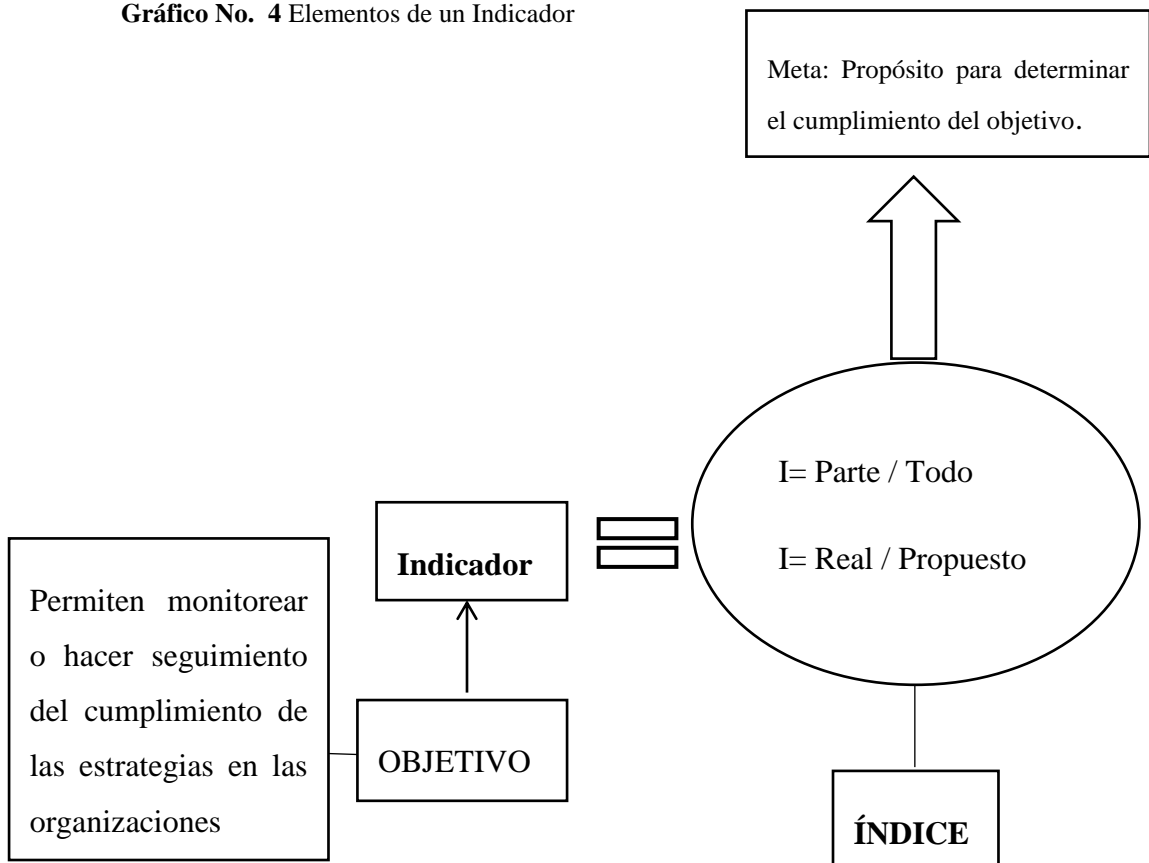 Gráfico No. 4 Elementos de un Indicador
Meta: Propósito para determinar
el cumplimiento del objetivo.
I= Parte / Todo
I= Real / Propuesto
Indicador
Permiten monitorear
o hacer seguimiento
del cumplimiento de
las estrategias en las
organizaciones
OBJETIVO
ÍNDICE